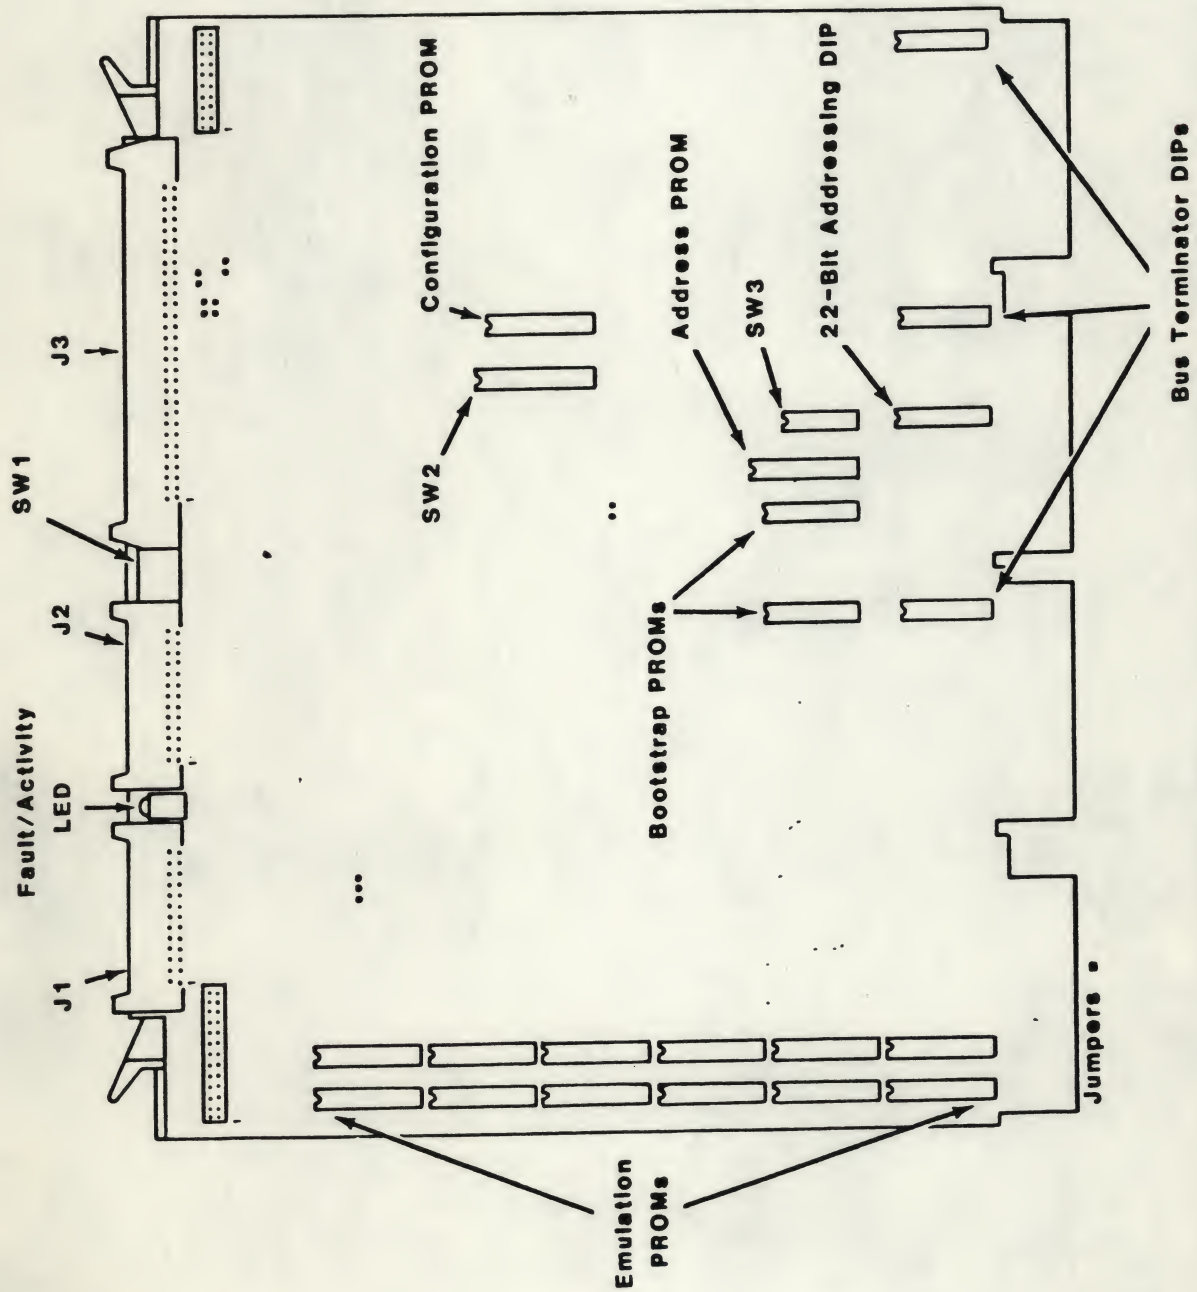 Fault/Activity
LED
J1
J2
SW1
J3
Configuration PROM
SW2
Address PROM
SW3
22-Bit Addressing DIP
Bootstrap PROMs
Emulation
PROMs
Jumpers =
Bus Terminator DIPs